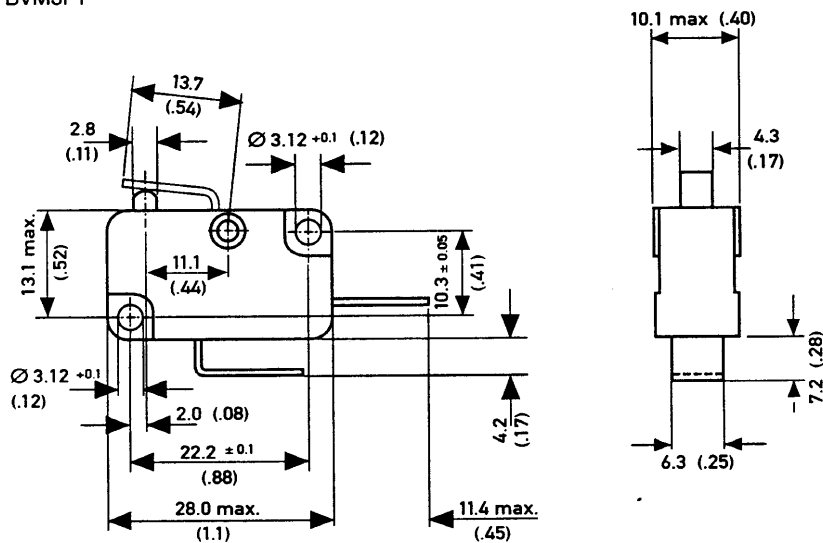 10.1 max (.40)
13.7
(.54)
2.8
(.11)
Ø 3.12 +0.1 (.12)
4.3
(.17)
13.1 max.
(.52)
11.1
(.44)
10.3 ± 0.05
(.41)
Ø 3.12 +0.1
(.12)
2.0 (.08)
4.2
(.17)
7.2 (.28)
22.2 ± 0.1
(.88)
6.3 (.25)
28.0 max.
(1.1)
11.4 max.
(.45)